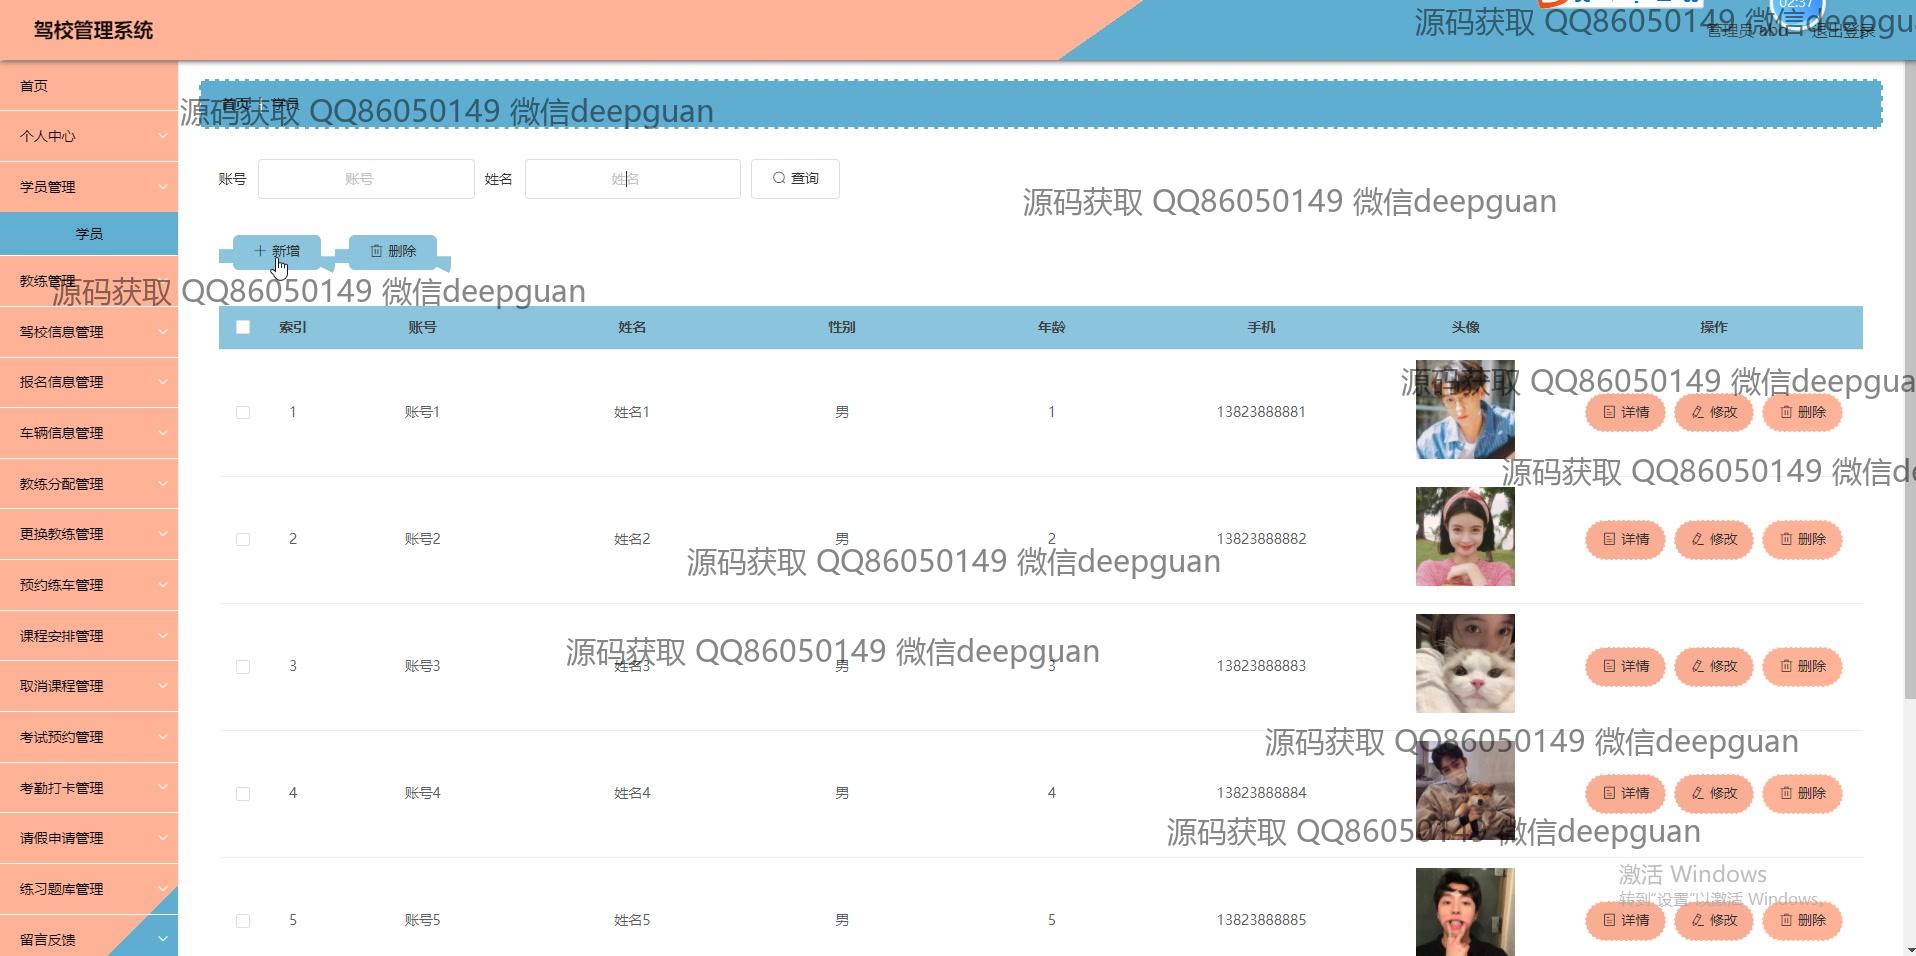 驾校管理系统
源码获取 QQ86050149 微信deepgu
02:37
管理员 abo
退出登录
首页
个人中心
学员管理
学员
教练管理
驾校信息管理
报名信息管理
车辆信息管理
教练分配管理
更换教练管理
预约练车管理
课程安排管理
取消课程管理
考试预约管理
考勤打卡管理
请假申请管理
练习题库管理
留言反馈
首页 学员
源码获取 QQ86050149 微信deepguan
账号 账号 姓名 姓名 查询
源码获取 QQ86050149 微信deepguan
新增 删除
源码获取 QQ86050149 微信deepguan
索引 账号 姓名 性别 年龄 手机 头像 操作
源码获取 QQ86050149 微信deepgua
1 账号1 姓名1 男 1 13823888881 详情 修改 删除
源码获取 QQ86050149 微信de
2 账号2 姓名2 男 2 13823888882 详情 修改 删除
源码获取 QQ86050149 微信deepguan
源码获取 QQ86050149 微信deepguan
3 账号3 姓名3 男 3 13823888883 详情 修改 删除
源码获取 QQ86050149 微信deepguan
4 账号4 姓名4 男 4 13823888884 详情 修改 删除
源码获取 QQ86050149 微信deepguan
激活 Windows
转到"设置"以激活 Windows。
5 账号5 姓名5 男 5 13823888885 详情 修改 删除